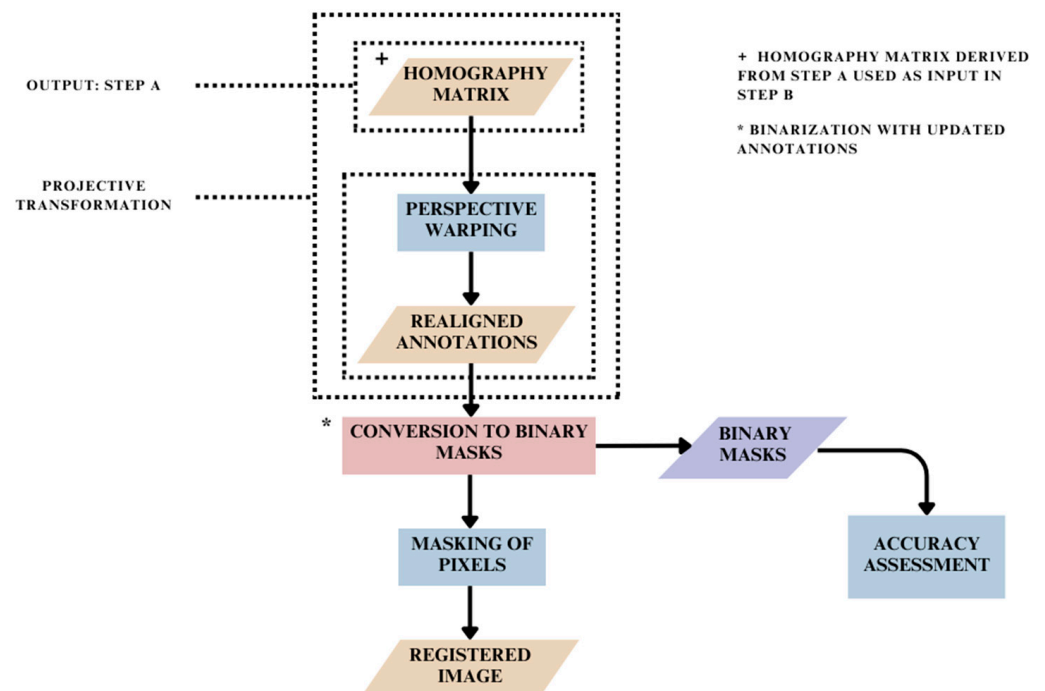 + HOMOGRAPHY
MATRIX
OUTPUT: STEP A
+ HOMOGRAPHY MATRIX DERIVED
FROM STEP A USED AS INPUT IN
STEP B
* BINARIZATION WITH UPDATED
ANNOTATIONS
PROJECTIVE
TRANSFORMATION
PERSPECTIVE
WARPING
REALIGNED
ANNOTATIONS
* CONVERSION TO BINARY
MASKS
BINARY
MASKS
MASKING OF
PIXELS
ACCURACY
ASSESSMENT
REGISTERED
IMAGE